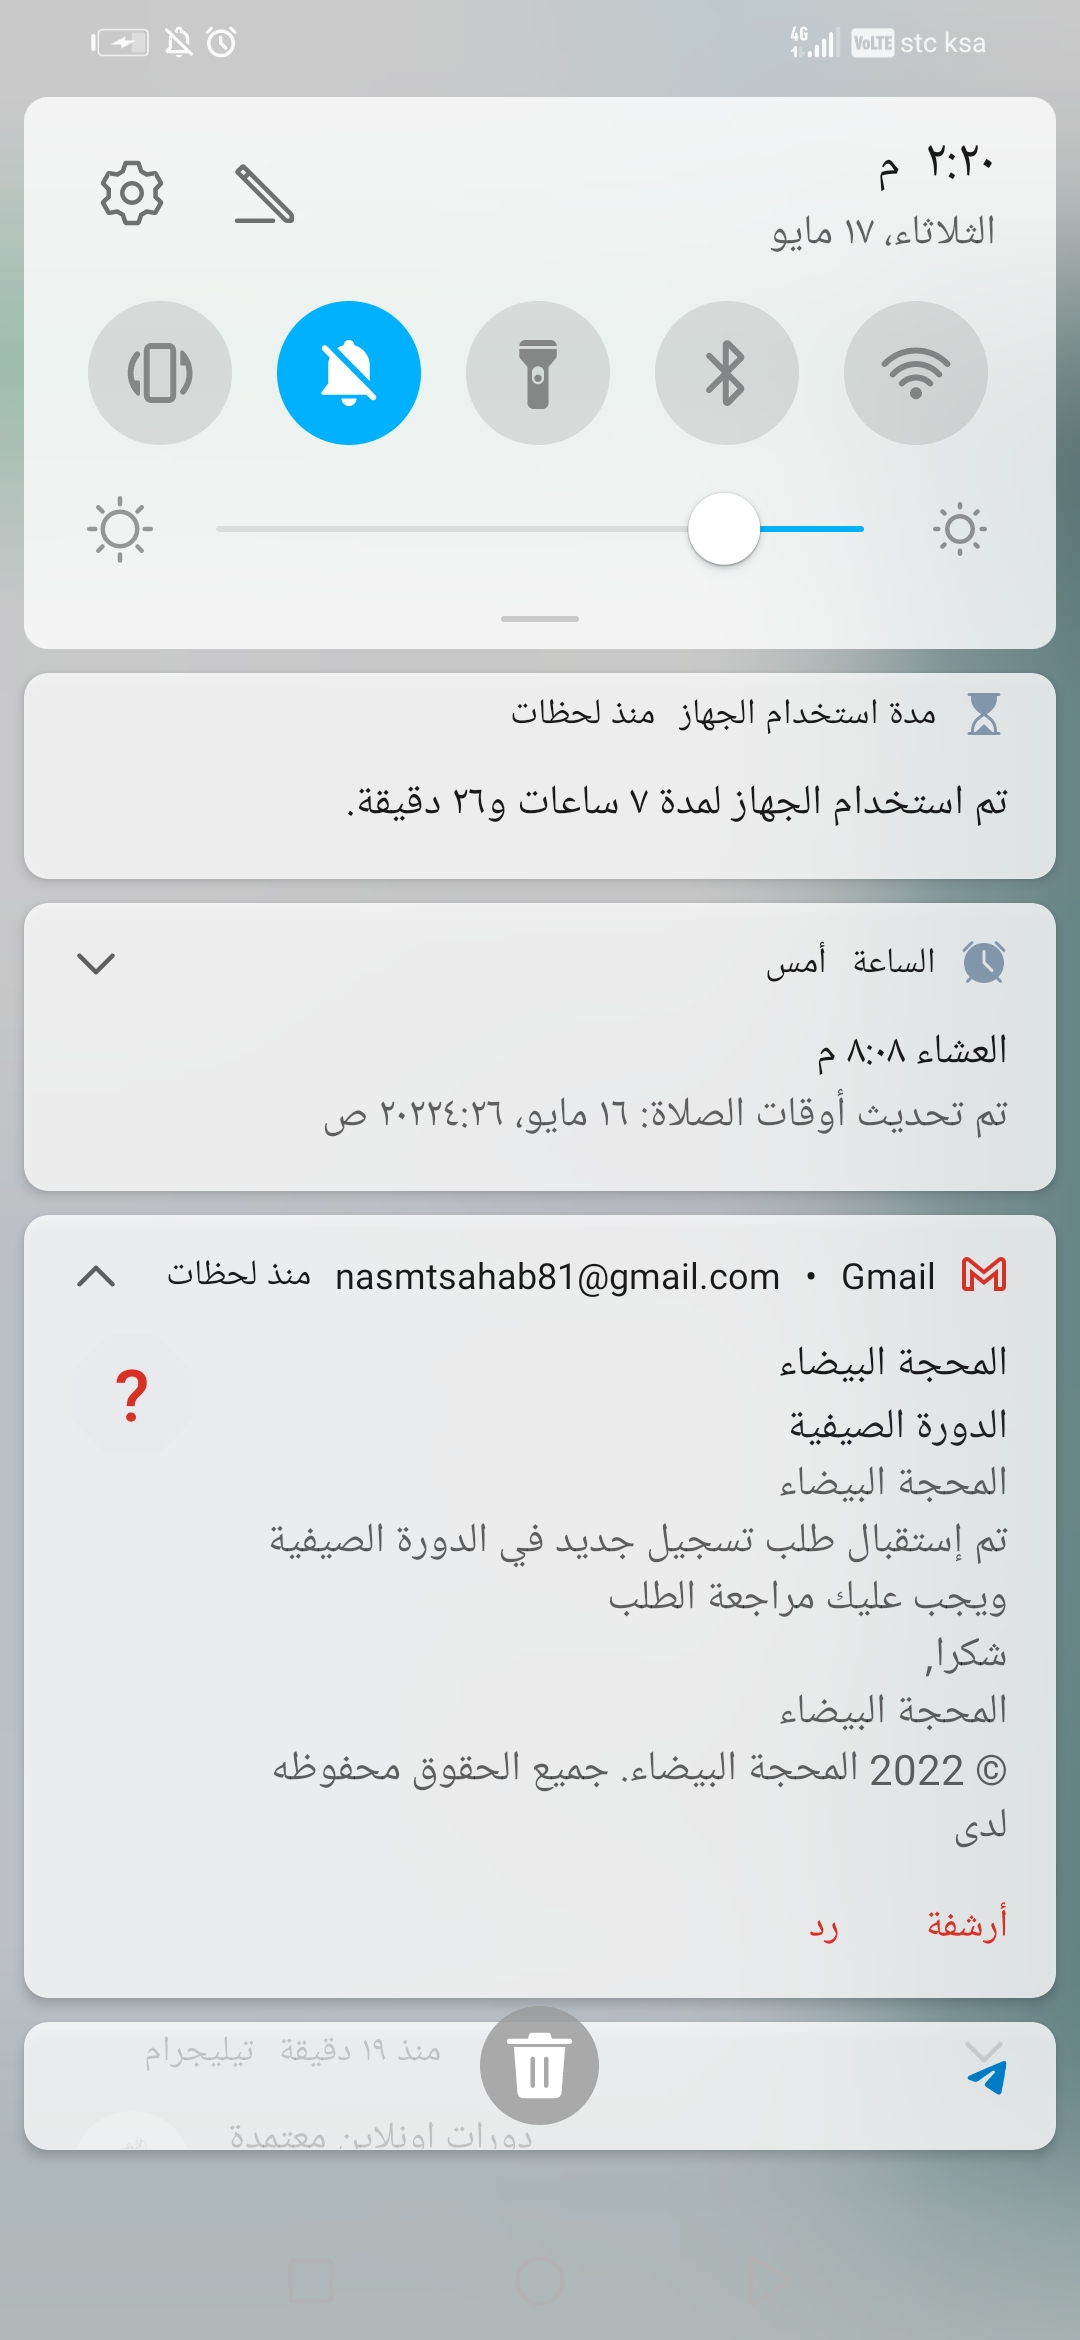 4G VoLTE stc ksa
٢:٢٠ م
الثلاثاء، ١٧ مايو
مدة استخدام الجهاز منذ لحظات
تم استخدام الجهاز لمدة ٧ ساعات و٢٦ دقيقة.
الساعة أمس
العشاء ٨:٠٨ م
تم تحديث أوقات الصلاة: ١٦ مايو، ٢٠٢٢٤:٢٦ ص
Gmail • nasmtsahab81@gmail.com منذ لحظات
المحجة البيضاء
?
الدورة الصيفية
المحجة البيضاء
تم إستقبال طلب تسجيل جديد في الدورة الصيفية
ويجب عليك مراجعة الطلب
شكرا,
المحجة البيضاء
© 2022 المحجة البيضاء. جميع الحقوق محفوظه
لدى
أرشفة رد
منذ ١٩ دقيقة تيليجرام
دورات اونلاين معتمدة